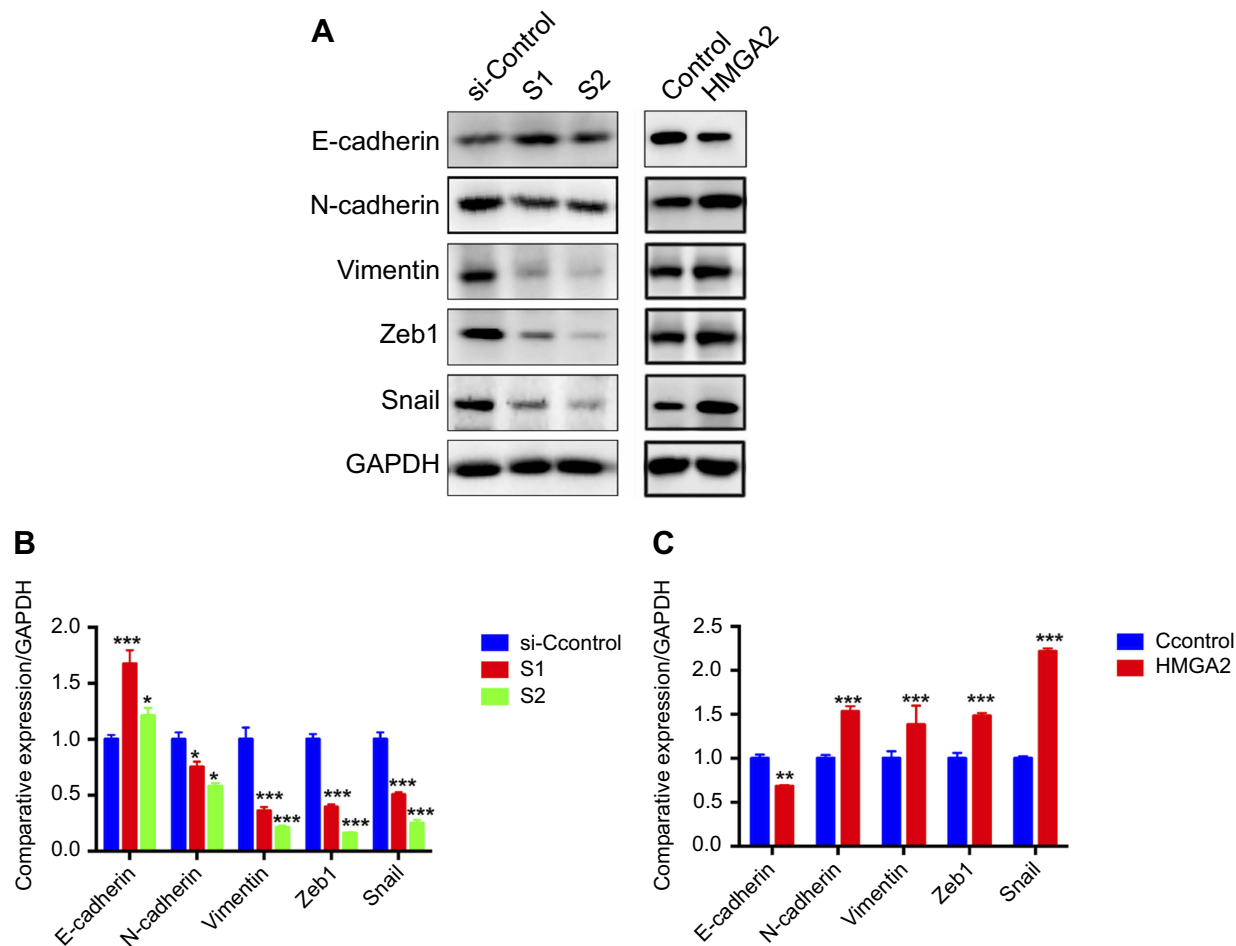 A
si-Control S1 S2 Control HMGA2
E-cadherin
N-cadherin
Vimentin
Zeb1
Snail
GAPDH
B
Comparative expression/GAPDH
2.0
1.5
1.0
0.5
0.0
***
*
*
*
***
***
***
***
***
***
E-cadherin
N-cadherin
Vimentin
Zeb1
Snail
si-Ccontrol
S1
S2
C
Comparative expression/GAPDH
2.5
2.0
1.5
1.0
0.5
0.0
**
***
***
***
***
E-cadherin
N-cadherin
Vimentin
Zeb1
Snail
Ccontrol
HMGA2